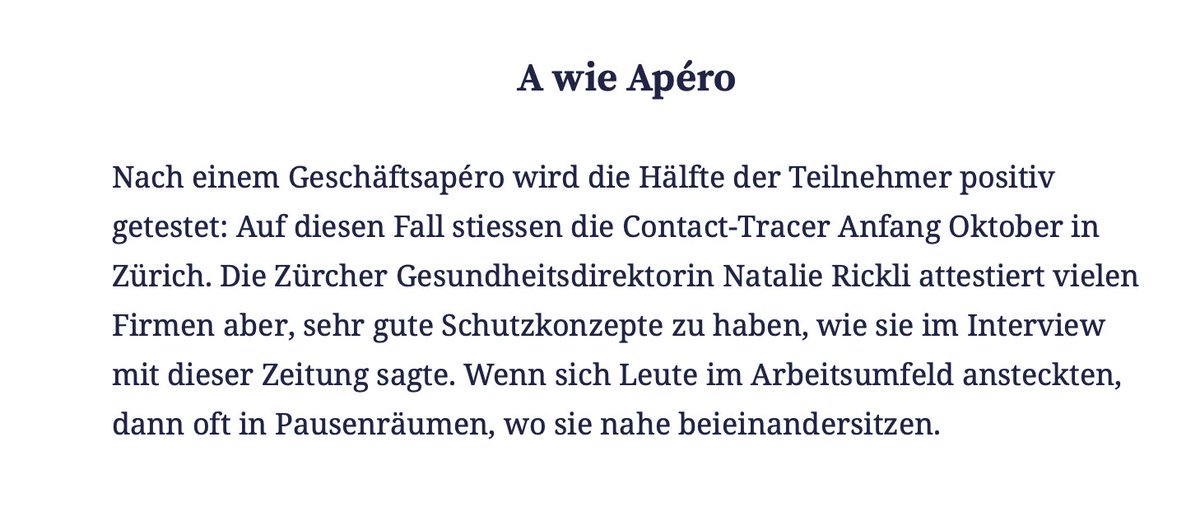 A wie Apéro
Nach einem Geschäftsapéro wird die Hälfte der Teilnehmer positiv
getestet: Auf diesen Fall stiessen die Contact-Tracer Anfang Oktober in
Zürich. Die Zürcher Gesundheitsdirektorin Natalie Rickli attestiert vielen
Firmen aber, sehr gute Schutzkonzepte zu haben, wie sie im Interview
mit dieser Zeitung sagte. Wenn sich Leute im Arbeitsumfeld ansteckten,
dann oft in Pausenräumen, wo sie nahe beieinandersitzen.